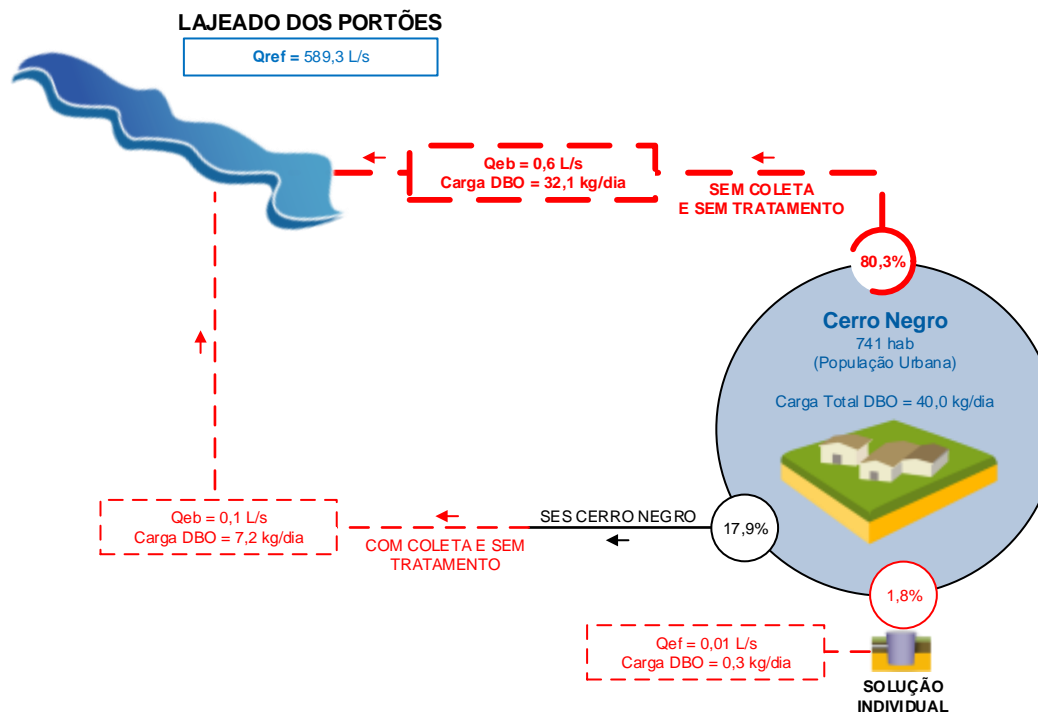 LAJEADO DOS PORTÕES
Qref = 589,3 L/s
Qeb = 0,6 L/s
Carga DBO = 32,1 kg/dia
SEM COLETA
E SEM TRATAMENTO
80,3%
Cerro Negro
741 hab
(População Urbana)
Carga Total DBO = 40,0 kg/dia
Qeb = 0,1 L/s
Carga DBO = 7,2 kg/dia
COM COLETA E SEM
TRATAMENTO
SES CERRO NEGRO
17,9%
1,8%
Qef = 0,01 L/s
Carga DBO = 0,3 kg/dia
SOLUÇÃO
INDIVIDUAL